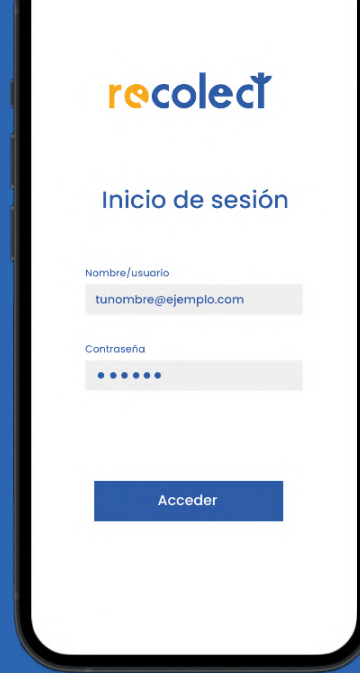 recolect
Inicio de sesión
Nombre/usuario
tunombre@ejemplo.com
Contraseña
Acceder